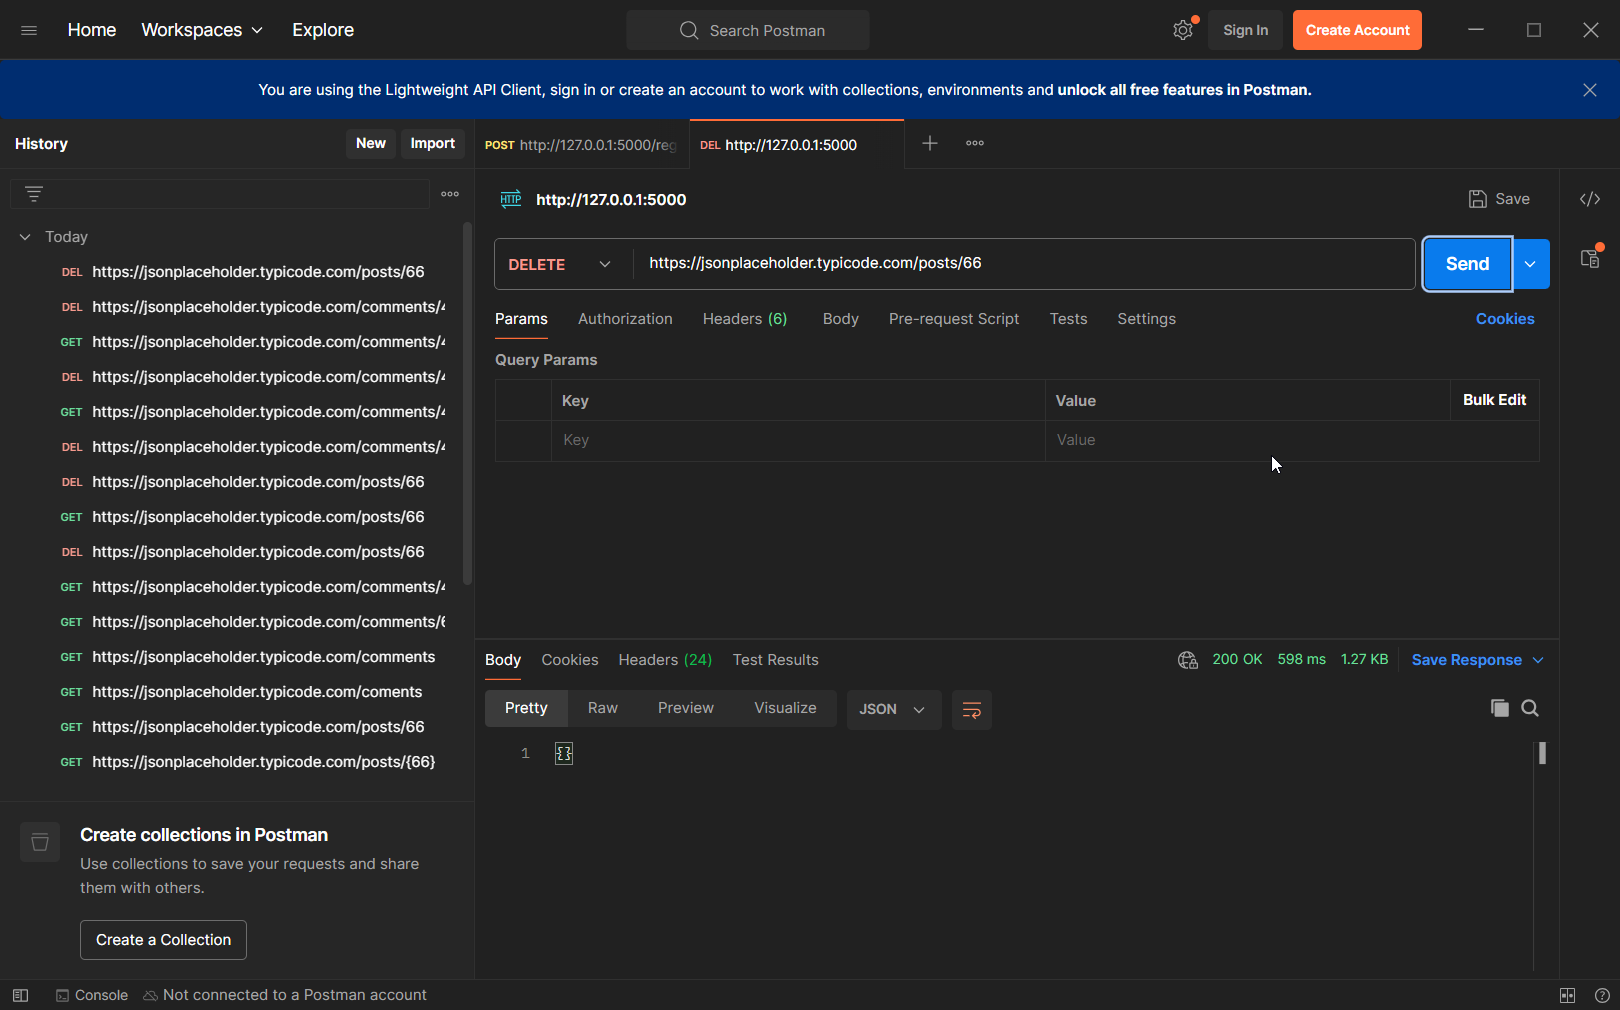 Home Workspaces Explore Search Postman Sign In Create Account
You are using the Lightweight API Client, sign in or create an account to work with collections, environments and unlock all free features in Postman.
History New Import
Today
DEL https://jsonplaceholder.typicode.com/posts/66
DEL https://jsonplaceholder.typicode.com/comments/4
GET https://jsonplaceholder.typicode.com/comments/4
DEL https://jsonplaceholder.typicode.com/comments/4
GET https://jsonplaceholder.typicode.com/comments/4
DEL https://jsonplaceholder.typicode.com/comments/4
DEL https://jsonplaceholder.typicode.com/posts/66
GET https://jsonplaceholder.typicode.com/posts/66
DEL https://jsonplaceholder.typicode.com/posts/66
GET https://jsonplaceholder.typicode.com/comments/4
GET https://jsonplaceholder.typicode.com/comments/6
GET https://jsonplaceholder.typicode.com/comments
GET https://jsonplaceholder.typicode.com/coments
GET https://jsonplaceholder.typicode.com/posts/66
GET https://jsonplaceholder.typicode.com/posts/{66}
Create collections in Postman
Use collections to save your requests and share
them with others.
Create a Collection
POST http://127.0.0.1:5000/reg DEL http://127.0.0.1:5000
HTTP http://127.0.0.1:5000 Save
DELETE https://jsonplaceholder.typicode.com/posts/66 Send
Params Authorization Headers (6) Body Pre-request Script Tests Settings Cookies
Query Params
Key Value Bulk Edit
Key Value
Body Cookies Headers (24) Test Results 200 OK 598 ms 1.27 KB Save Response
Pretty Raw Preview Visualize JSON
1 {}
Console Not connected to a Postman account